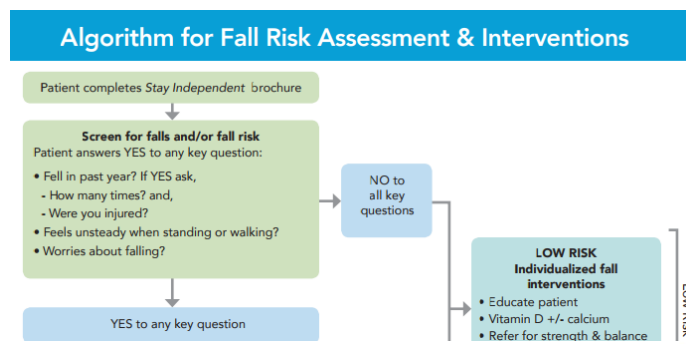 Algorithm for Fall Risk Assessment & Interventions
Patient completes Stay Independent brochure
Screen for falls and/or fall risk
Patient answers YES to any key question:
• Fell in past year? If YES ask,
- How many times? and,
- Were you injured?
• Feels unsteady when standing or walking?
• Worries about falling?
NO to
all key
questions
YES to any key question
LOW RISK
Individualized fall
interventions
• Educate patient
• Vitamin D +/- calcium
• Refer for strength & balance
LOW RISK